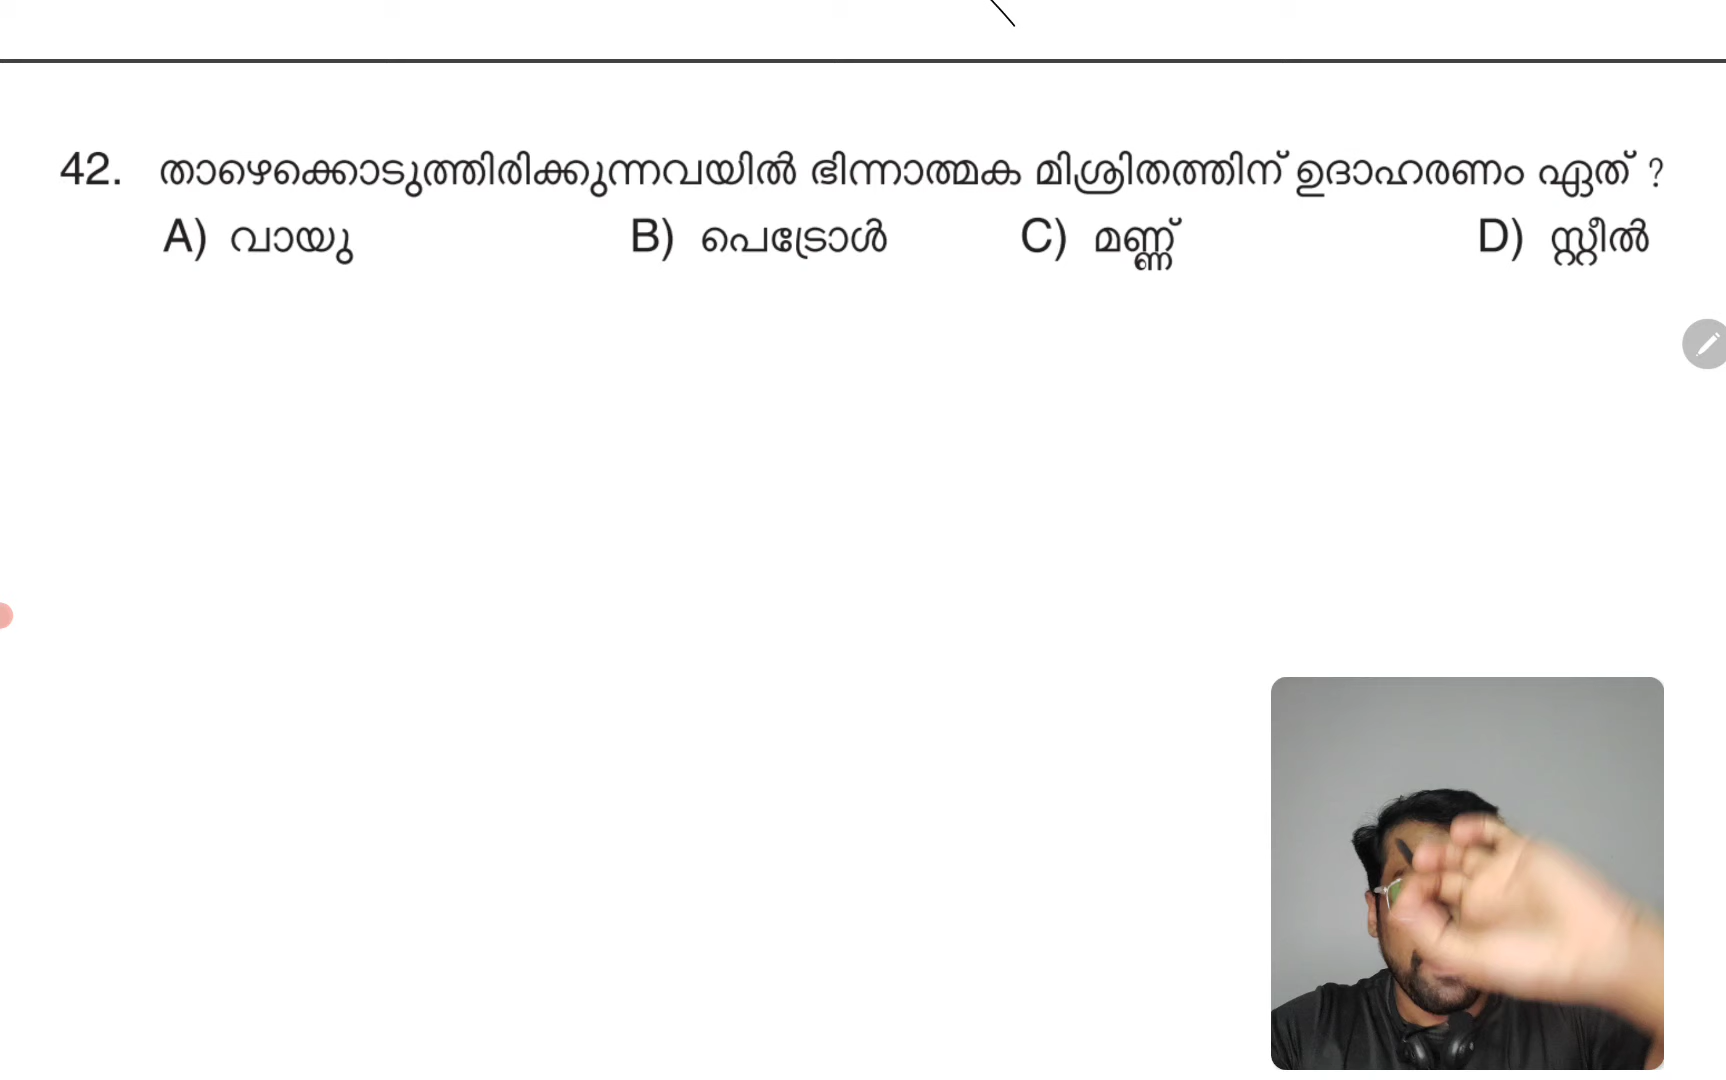 42. താഴെക്കൊടുത്തിരിക്കുന്നവയിൽ ഭിന്നാത്മക മിശ്രിതത്തിന് ഉദാഹരണം ഏത് ?
A) വായു B) പെട്രോൾ C) മണ്ണ് D) സ്റ്റീൽ